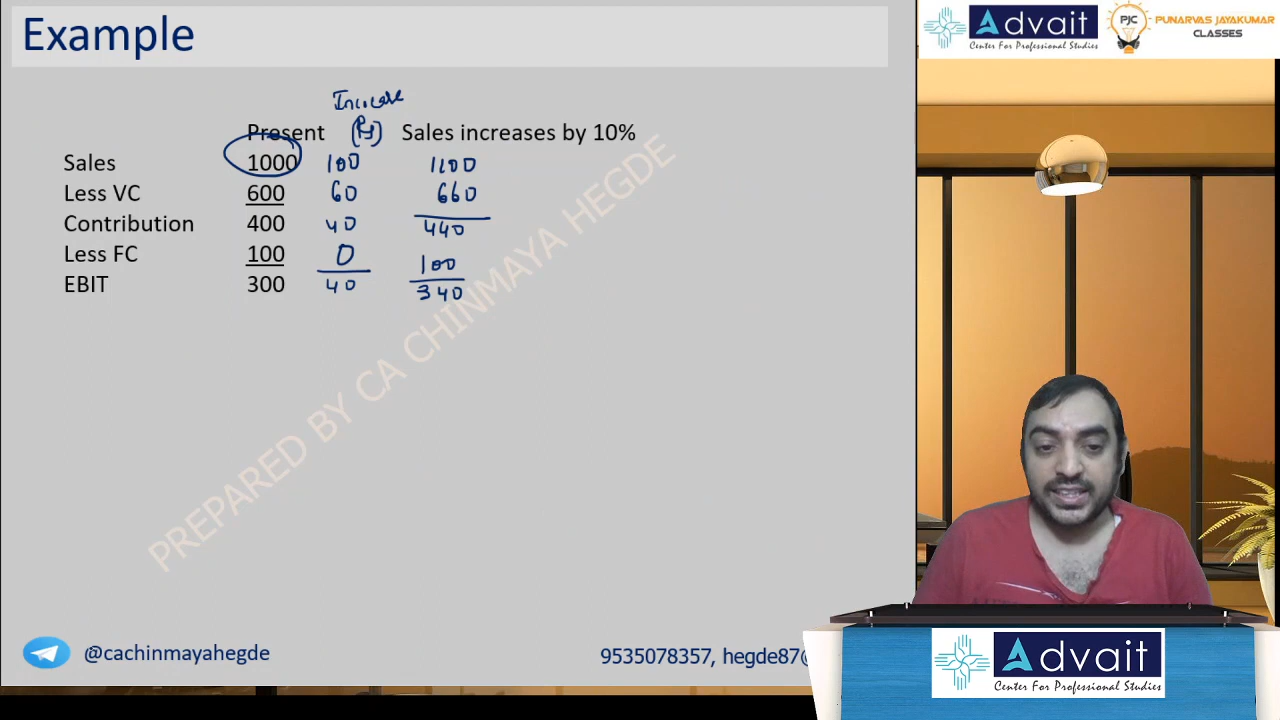 Example
Advait
Center For Professional Studies
PJC
PUNARVAS JAYAKUMAR
CLASSES
Increase
Present (Rs) Sales increases by 10%
Sales 1000 100 1100
Less VC 600 60 660
Contribution 400 40 440
Less FC 100 0 100
EBIT 300 40 340
PREPARED BY CA CHINMAYA HEGDE
@cachinmayahegde
9535078357, hegde87@
Advait
Center For Professional Studies